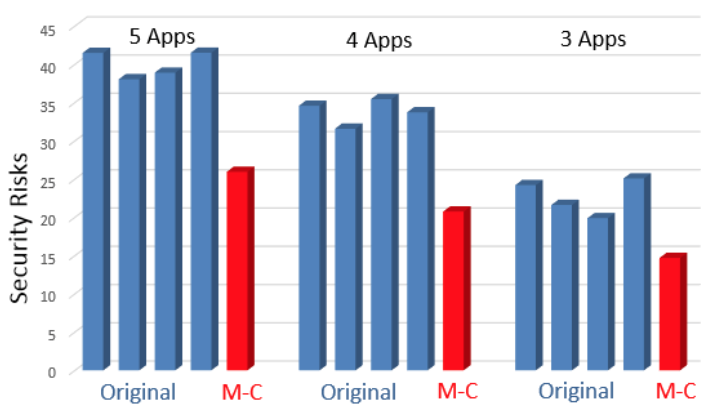 45
40
35
30
25
20
15
10
5
0
Security Risks
5 Apps
4 Apps
3 Apps
Original
M-C
Original
M-C
Original
M-C